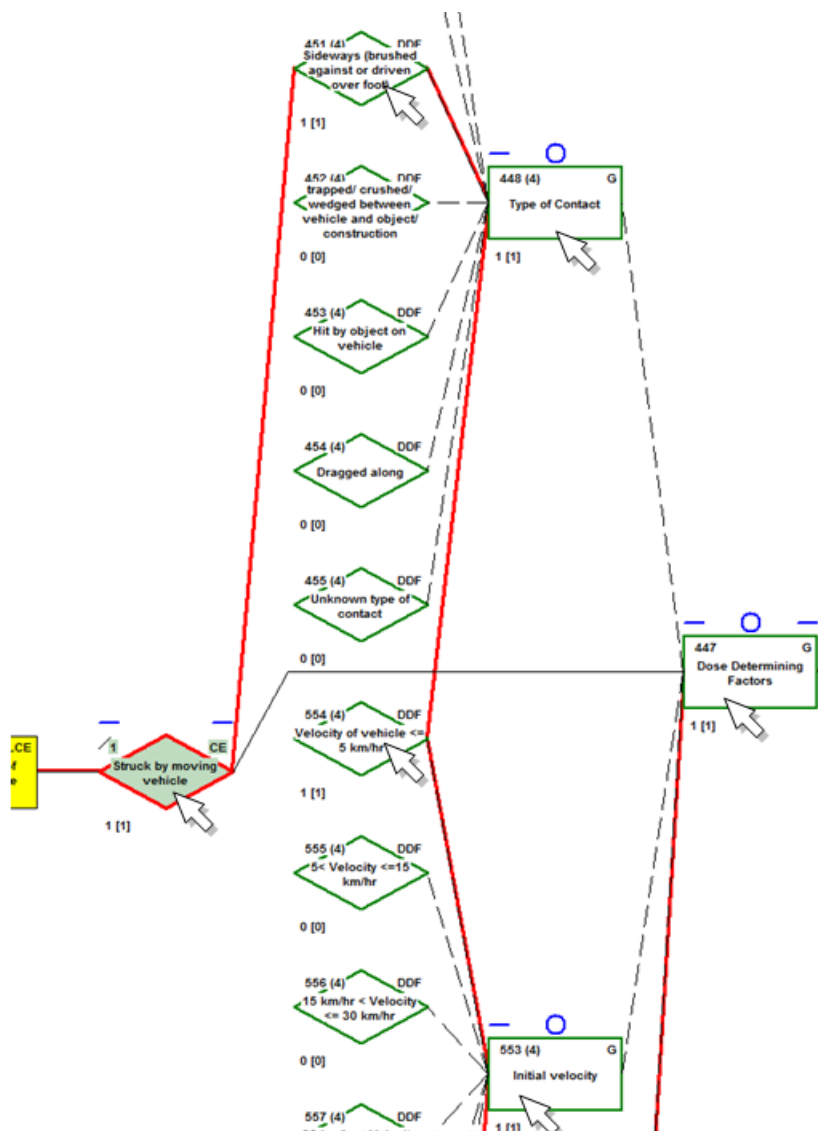 451 (4) DDF
Sideways (brushed
against or driven
over foot)
1 [1]
452 (4) DDF
trapped/ crushed/
wedged between
vehicle and object/
construction
0 [0]
448 (4) G
Type of Contact
1 [1]
453 (4) DDF
Hit by object on
vehicle
0 [0]
454 (4) DDF
Dragged along
0 [0]
455 (4) DDF
Unknown type of
contact
0 [0]
447 G
Dose Determining
Factors
1 [1]
554 (4) DDF
Velocity of vehicle <=
5 km/hr
1 [1]
.CE
f
e
1 CE
Struck by moving
vehicle
1 [1]
555 (4) DDF
5< Velocity <=15
km/hr
0 [0]
556 (4) DDF
15 km/hr < Velocity
<= 30 km/hr
0 [0]
553 (4) G
Initial velocity
1 [1]
557 (4) DDF